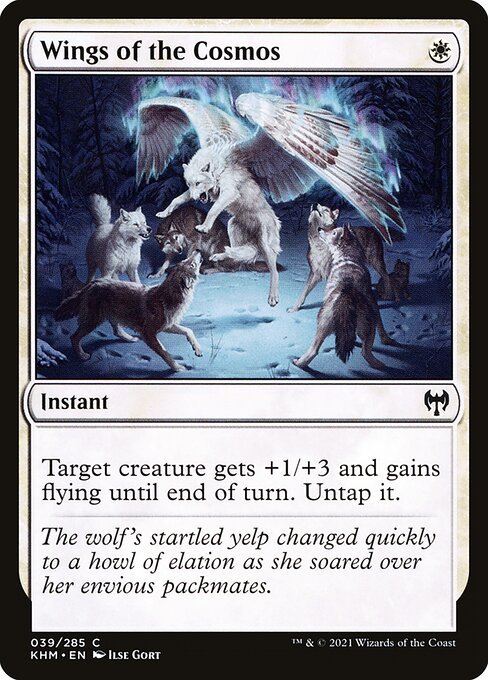 Wings of the Cosmos
Instant
Target creature gets +1/+3 and gains
flying until end of turn. Untap it.
The wolf's startled yelp changed quickly
to a howl of elation as she soared over
her envious packmates.
039/285 C
KHM • EN Ilse Gort
™ & © 2021 Wizards of the Coast